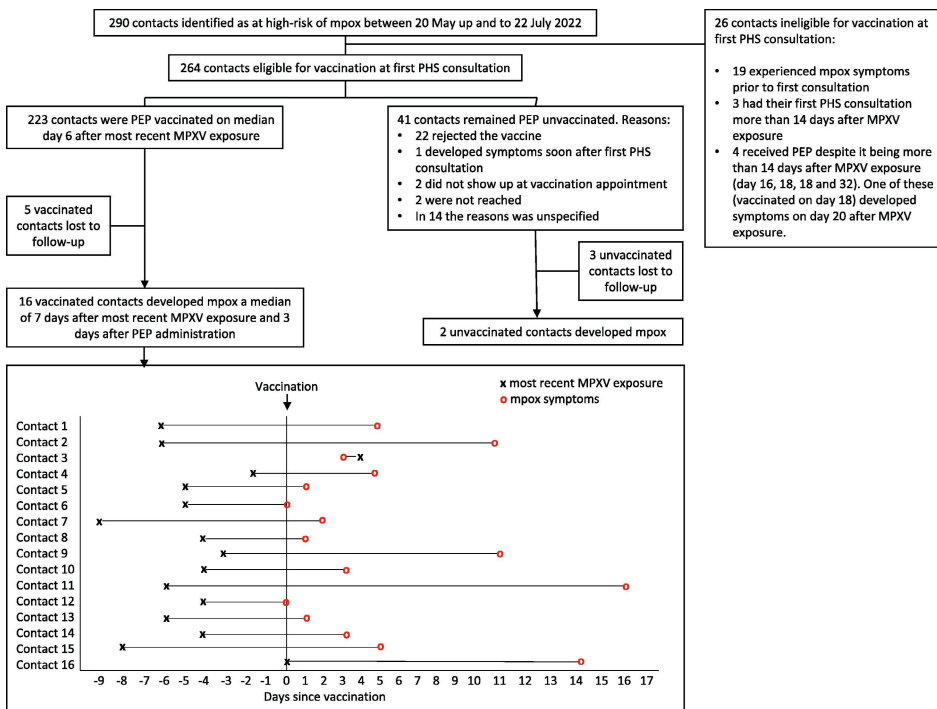 290 contacts identified as at high-risk of mpox between 20 May up and to 22 July 2022
26 contacts ineligible for vaccination at
first PHS consultation:
• 19 experienced mpox symptoms
prior to first consultation
• 3 had their first PHS consultation
more than 14 days after MPXV
exposure
• 4 received PEP despite it being more
than 14 days after MPXV exposure
(day 16, 18, 18 and 32). One of these
(vaccinated on day 18) developed
symptoms on day 20 after MPXV
exposure.
264 contacts eligible for vaccination at first PHS consultation
223 contacts were PEP vaccinated on median
day 6 after most recent MPXV exposure
41 contacts remained PEP unvaccinated. Reasons:
• 22 rejected the vaccine
• 1 developed symptoms soon after first PHS
consultation
• 2 did not show up at vaccination appointment
• 2 were not reached
• In 14 the reasons was unspecified
5 vaccinated
contacts lost to
follow-up
3 unvaccinated
contacts lost to
follow-up
16 vaccinated contacts developed mpox a median
of 7 days after most recent MPXV exposure and 3
days after PEP administration
2 unvaccinated contacts developed mpox
Vaccination
x most recent MPXV exposure
o mpox symptoms
Contact 1
Contact 2
Contact 3
Contact 4
Contact 5
Contact 6
Contact 7
Contact 8
Contact 9
Contact 10
Contact 11
Contact 12
Contact 13
Contact 14
Contact 15
Contact 16
-9 -8 -7 -6 -5 -4 -3 -2 -1 0 1 2 3 4 5 6 7 8 9 10 11 12 13 14 15 16 17
Days since vaccination